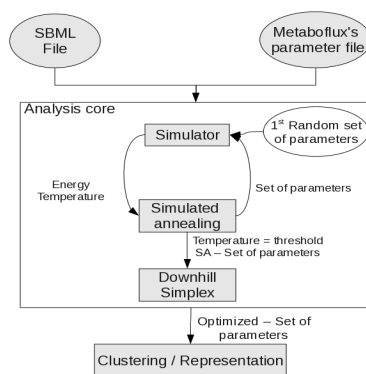 SBML
File
Metaboflux's
parameter file
Analysis core
Simulator
1st Random set
of parameters
Energy
Temperature
Set of parameters
Simulated
annealing
Temperature = threshold
SA – Set of parameters
Downhill
Simplex
Optimized – Set of
parameters
Clustering / Representation